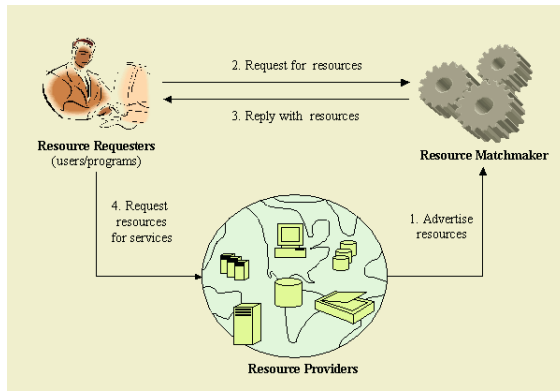 2. Request for resources
3. Reply with resources
Resource Requesters
(users/programs)
Resource Matchmaker
4. Request
resources
for services
1. Advertise
resources
Resource Providers